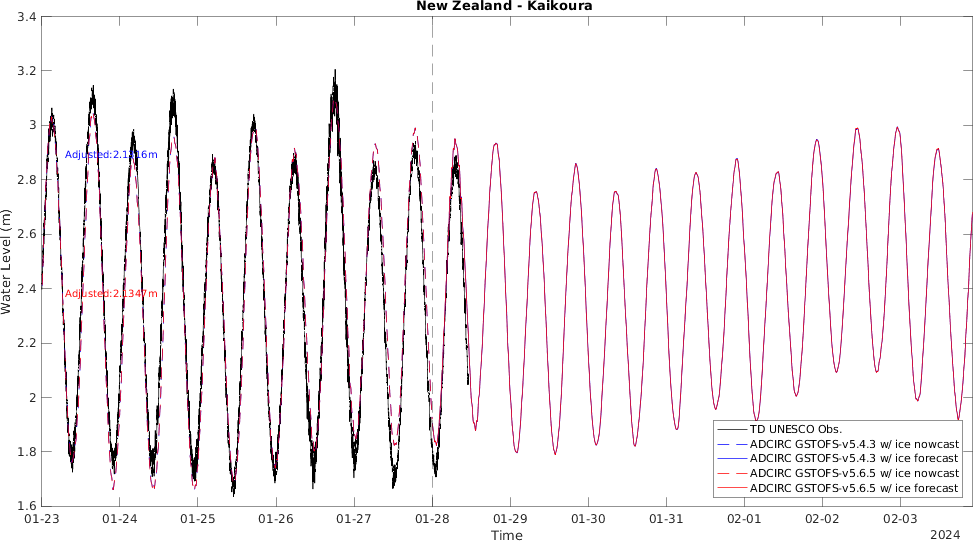 New Zealand - Kaikoura
Water Level (m)
3.4
3.2
3
2.8
2.6
2.4
2.2
2
1.8
1.6
Adjusted:2.1347m
TD UNESCO Obs.
ADCIRC GSTOFS-v5.4.3 w/ ice nowcast
ADCIRC GSTOFS-v5.4.3 w/ ice forecast
ADCIRC GSTOFS-v5.6.5 w/ ice nowcast
ADCIRC GSTOFS-v5.6.5 w/ ice forecast
01-23 01-24 01-25 01-26 01-27 01-28 01-29 01-30 01-31 02-01 02-02 02-03
Time
2024